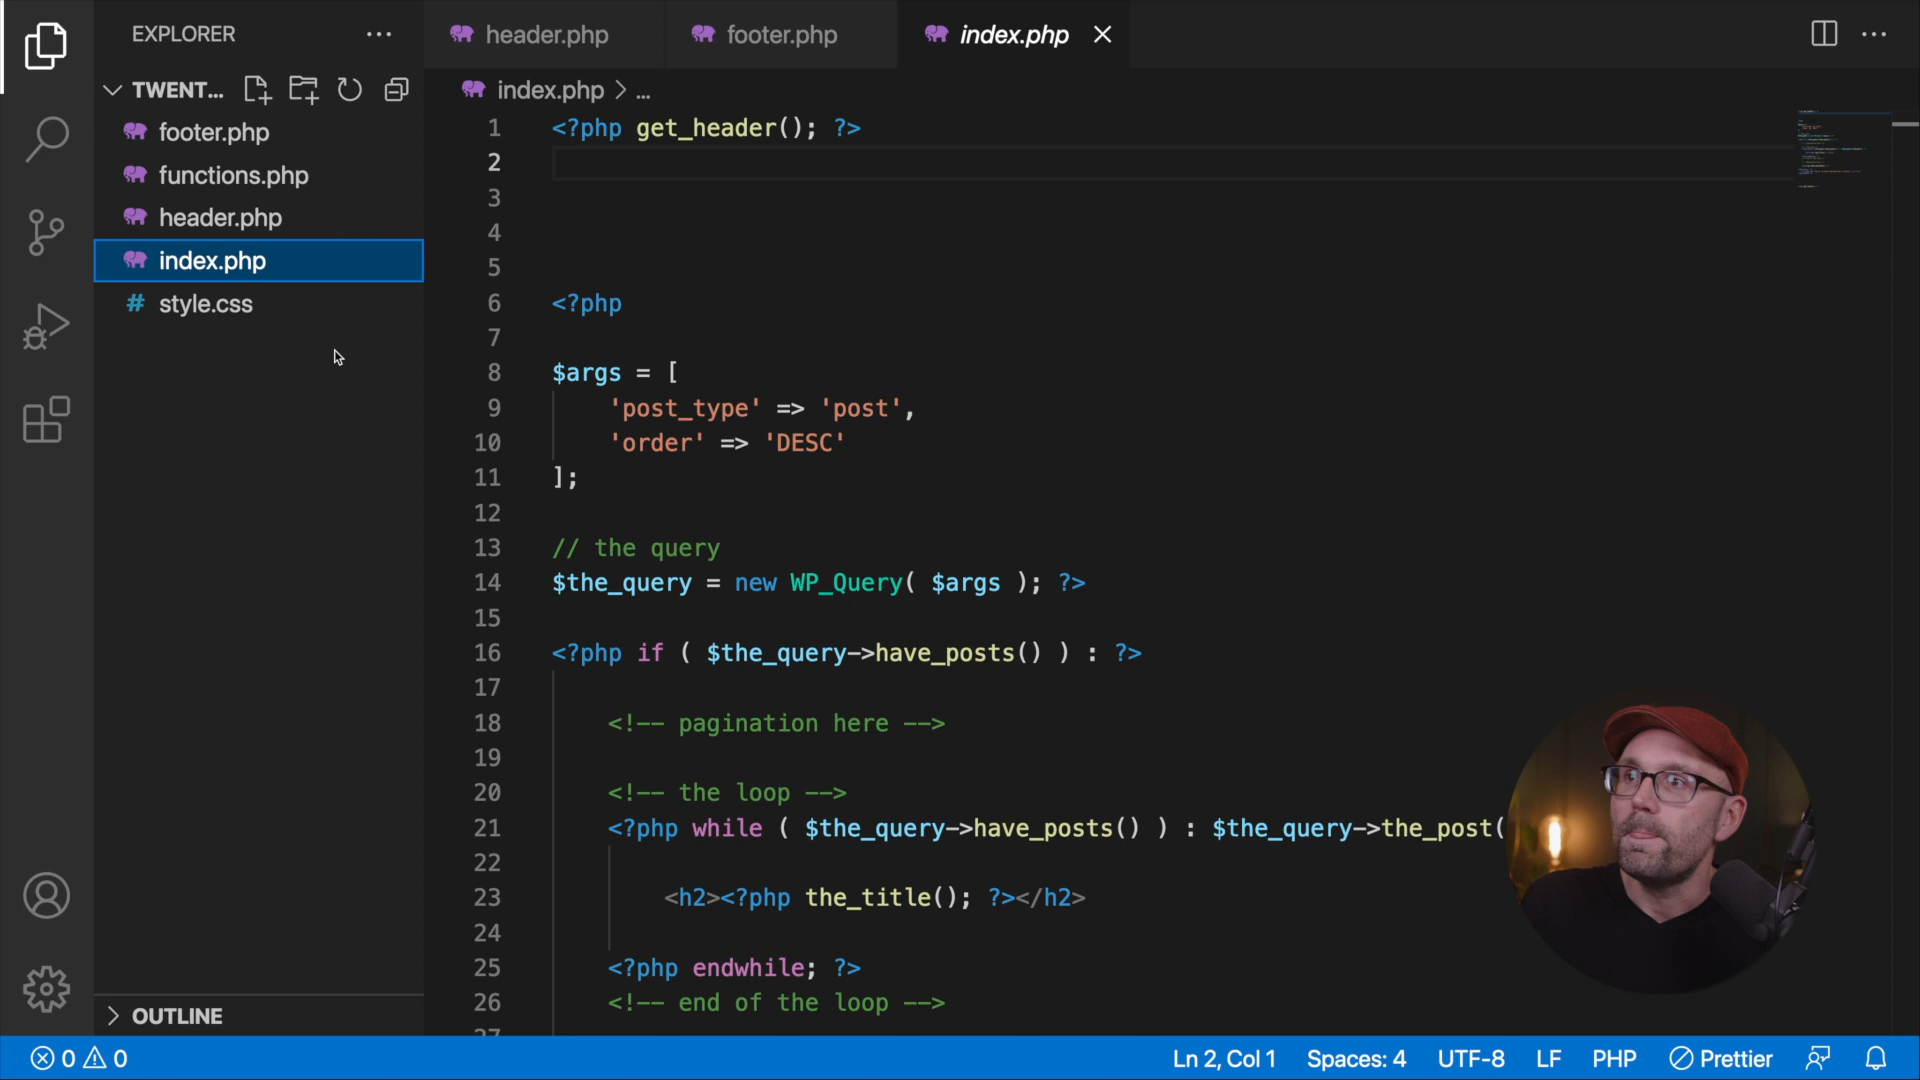 EXPLORER
header.php
footer.php
index.php
TWENT...
index.php > ...
footer.php
functions.php
header.php
index.php
# style.css
1 <?php get_header(); ?>
2
3
4
5
6 <?php
7
8 $args = [
9 'post_type' => 'post',
10 'order' => 'DESC'
11 ];
12
13 // the query
14 $the_query = new WP_Query( $args ); ?>
15
16 <?php if ( $the_query->have_posts() ) : ?>
17
18 <!-- pagination here -->
19
20 <!-- the loop -->
21 <?php while ( $the_query->have_posts() ) : $the_query->the_post(
22
23 <h2><?php the_title(); ?></h2>
24
25 <?php endwhile; ?>
26 <!-- end of the loop -->
27
OUTLINE
0 0
Ln 2, Col 1 Spaces: 4 UTF-8 LF PHP Prettier